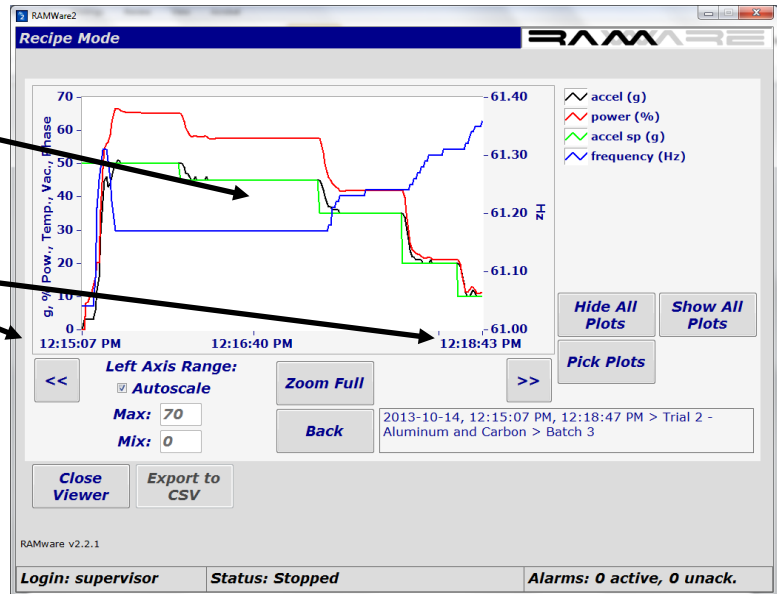 RAMWare2
Recipe Mode
RAMWARE
70
60
50
40
30
20
10
0
g, % Pow., Temp., Vac., Phase
61.40
61.30
61.20
61.10
61.00
Hz
12:15:07 PM
12:16:40 PM
12:18:43 PM
accel (g)
power (%)
accel sp (g)
frequency (Hz)
Hide All Plots
Show All Plots
Pick Plots
<<
Left Axis Range:
Autoscale
Max: 70
Mix: 0
Zoom Full
Back
>>
2013-10-14, 12:15:07 PM, 12:18:47 PM > Trial 2 -
Aluminum and Carbon > Batch 3
Close Viewer
Export to CSV
RAMware v2.2.1
Login: supervisor
Status: Stopped
Alarms: 0 active, 0 unack.